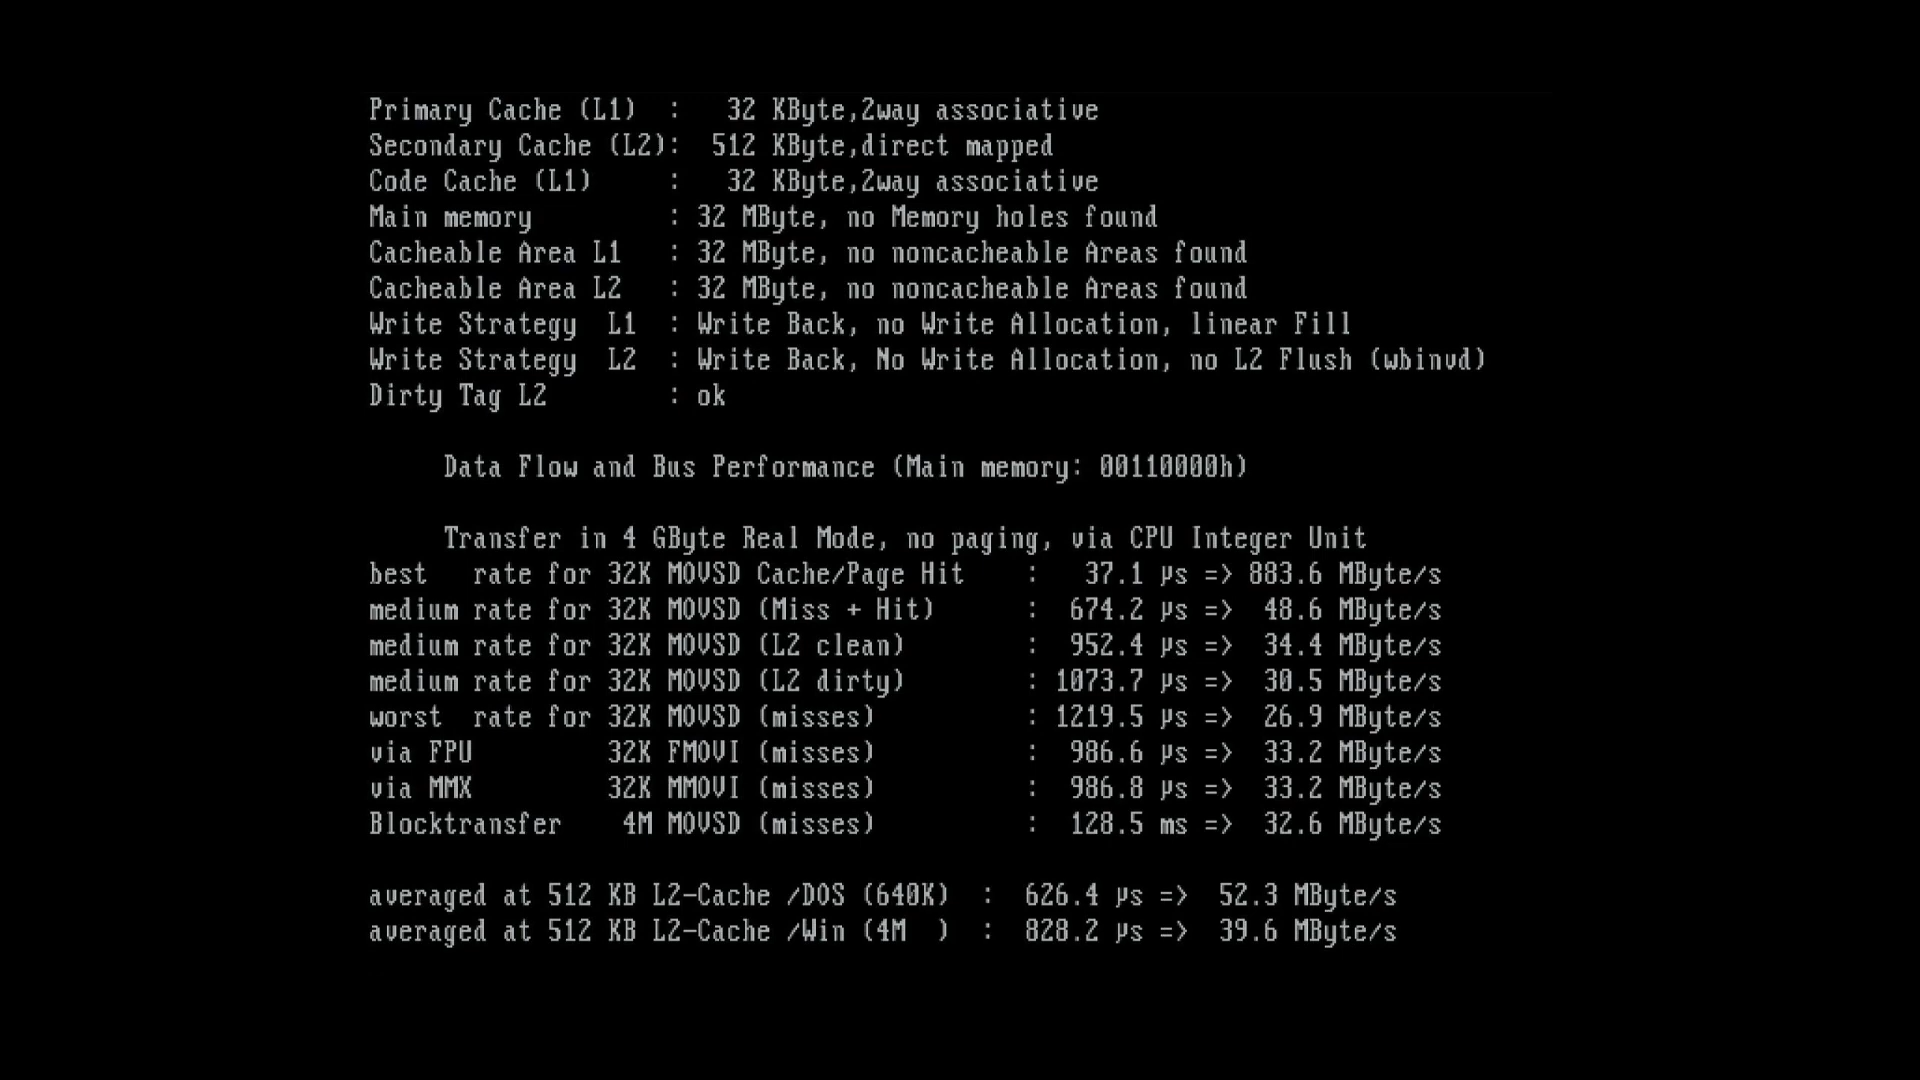 Primary Cache (L1)  :   32 KByte,2way associative
Secondary Cache (L2):  512 KByte,direct mapped
Code Cache (L1)     :   32 KByte,2way associative
Main memory         : 32 MByte, no Memory holes found
Cacheable Area L1   : 32 MByte, no noncacheable Areas found
Cacheable Area L2   : 32 MByte, no noncacheable Areas found
Write Strategy  L1  : Write Back, no Write Allocation, linear Fill
Write Strategy  L2  : Write Back, No Write Allocation, no L2 Flush (wbinvd)
Dirty Tag L2        : ok
Data Flow and Bus Performance (Main memory: 00110000h)
Transfer in 4 GByte Real Mode, no paging, via CPU Integer Unit
best   rate for 32K MOVSD Cache/Page Hit    :   37.1 µs => 883.6 MByte/s
medium rate for 32K MOVSD (Miss + Hit)      :  674.2 µs =>  48.6 MByte/s
medium rate for 32K MOVSD (L2 clean)        :  952.4 µs =>  34.4 MByte/s
medium rate for 32K MOVSD (L2 dirty)        : 1073.7 µs =>  30.5 MByte/s
worst  rate for 32K MOVSD (misses)          : 1219.5 µs =>  26.9 MByte/s
via FPU         32K FMOVI (misses)          :  986.6 µs =>  33.2 MByte/s
via MMX         32K MMOVI (misses)          :  986.8 µs =>  33.2 MByte/s
Blocktransfer    4M MOVSD (misses)          :  128.5 ms =>  32.6 MByte/s
averaged at 512 KB L2-Cache /DOS (640K)  :  626.4 µs =>  52.3 MByte/s
averaged at 512 KB L2-Cache /Win (4M  )  :  828.2 µs =>  39.6 MByte/s